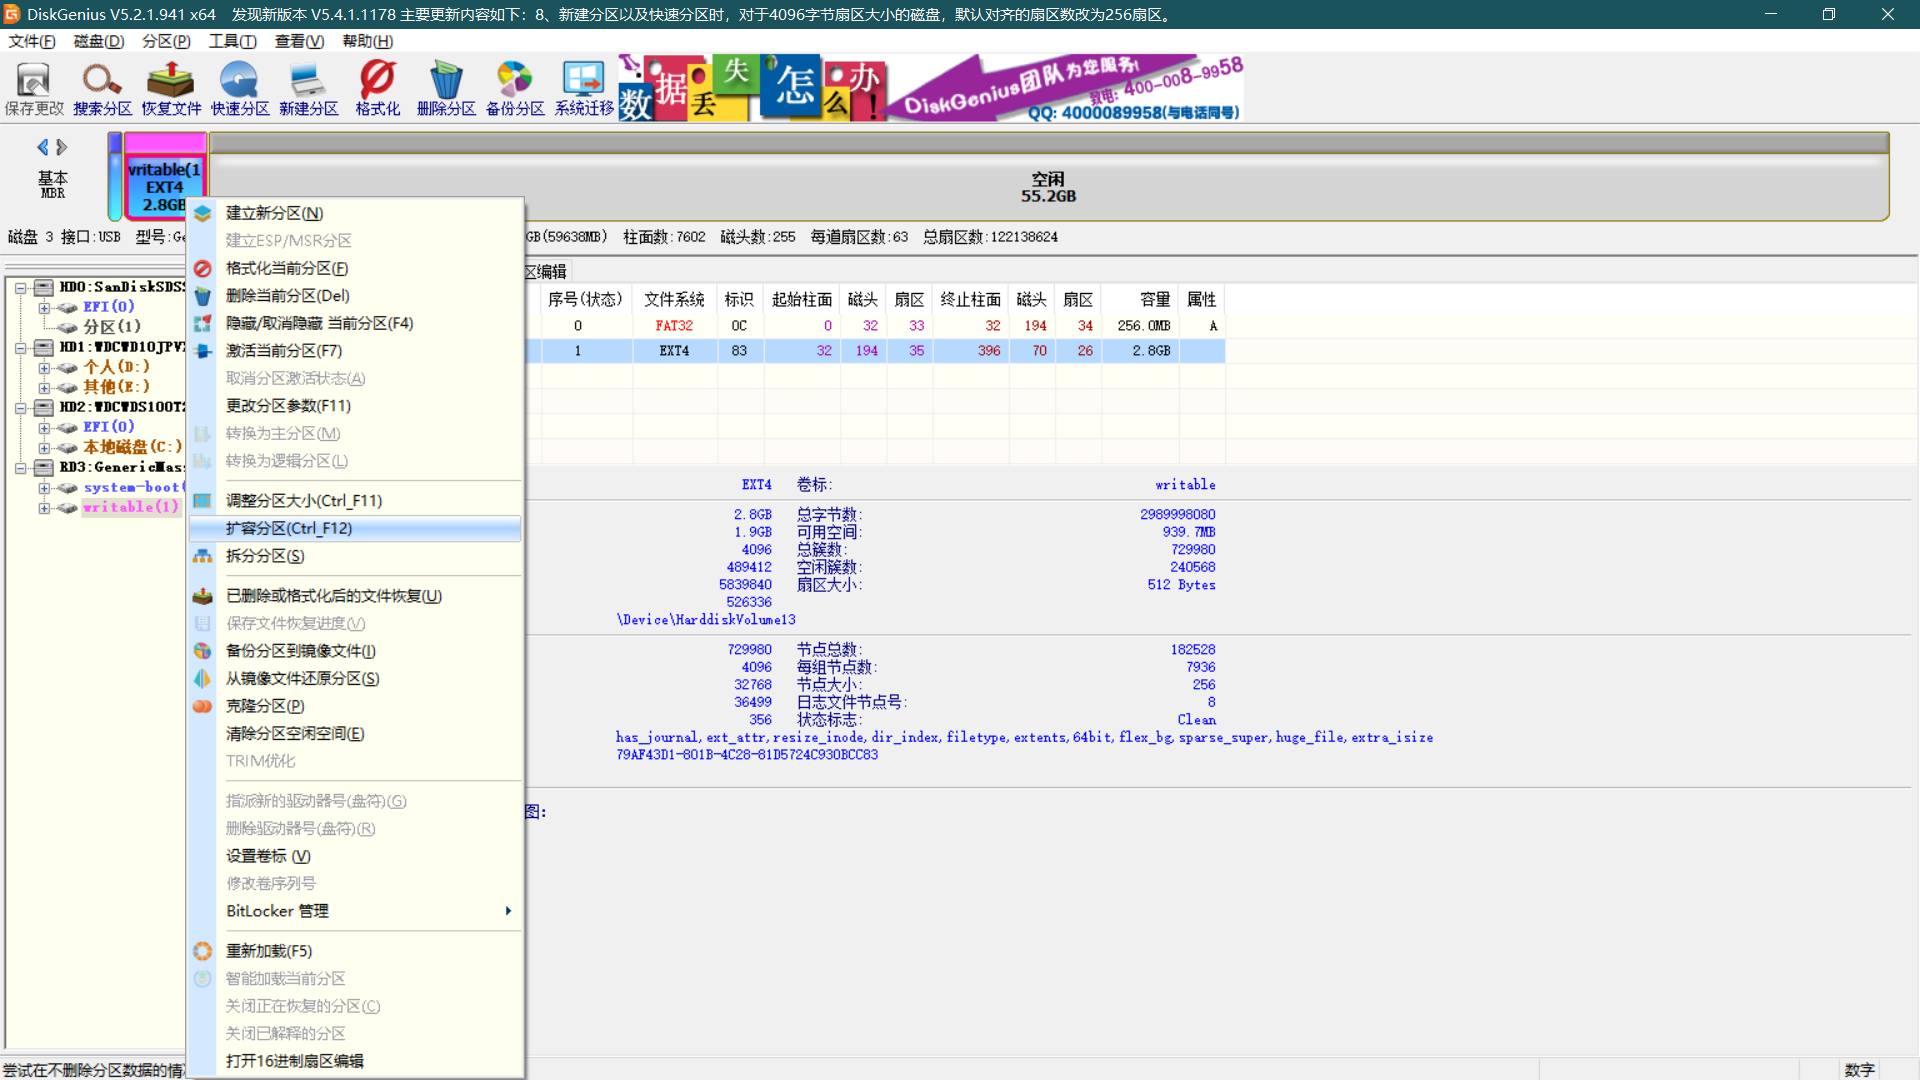 DiskGenius V5.2.1.941 x64 发现新版本 V5.4.1.1178 主要更新内容如下：8、新建分区以及快速分区时，对于4096字节扇区大小的磁盘，默认对齐的扇区数改为256扇区。
文件(F) 磁盘(D) 分区(P) 工具(T) 查看(V) 帮助(H)
保存更改 搜索分区 恢复文件 快速分区 新建分区 格式化 删除分区 备份分区 系统迁移
数据丢失怎么办!
DiskGenius团队为您服务!
致电: 400-008-9958
QQ: 4000089958(与电话同号)
基本
MBR
writable(1
EXT4
2.8GB
空闲
55.2GB
磁盘 3 接口:USB 型号:Ge
GB(59638MB) 柱面数:7602 磁头数:255 每道扇区数:63 总扇区数:122138624
HD0:SanDiskSDSS
EFI(0)
分区(1)
HD1:WDCWD10JPVX
个人(D:)
其他(E:)
HD2:WDCWDS100T2
EFI(0)
本地磁盘(C:)
RD3:GenericMass
system-boot(
writable(1)
建立新分区(N)
建立ESP/MSR分区
格式化当前分区(F)
删除当前分区(Del)
隐藏/取消隐藏 当前分区(F4)
激活当前分区(F7)
取消分区激活状态(A)
更改分区参数(F11)
转换为主分区(M)
转换为逻辑分区(L)
调整分区大小(Ctrl_F11)
扩容分区(Ctrl_F12)
拆分分区(S)
已删除或格式化后的文件恢复(U)
保存文件恢复进度(V)
备份分区到镜像文件(I)
从镜像文件还原分区(S)
克隆分区(P)
清除分区空闲空间(E)
TRIM优化
指派新的驱动器号(盘符)(G)
删除驱动器号(盘符)(R)
设置卷标 (V)
修改卷序列号
BitLocker 管理
重新加载(F5)
智能加载当前分区
关闭正在恢复的分区(C)
关闭已解释的分区
打开16进制扇区编辑
区编辑
序号(状态) 文件系统 标识 起始柱面 磁头 扇区 终止柱面 磁头 扇区 容量 属性
0 FAT32 0C 0 32 33 32 194 34 256.0MB A
1 EXT4 83 32 194 35 396 70 26 2.8GB
EXT4 卷标: writable
2.8GB 总字节数: 2989998080
1.9GB 可用空间: 939.7MB
4096 总簇数: 729980
489412 空闲簇数: 240568
5839840 扇区大小: 512 Bytes
526336
\Device\HarddiskVolume13
729980 节点总数: 182528
4096 每组节点数: 7936
32768 节点大小: 256
36499 日志文件节点号: 8
356 状态标志: Clean
has_journal,ext_attr,resize_inode,dir_index,filetype,extents,64bit,flex_bg,sparse_super,huge_file,extra_isize
79AF43D1-801B-4C28-81D5724C930BCC83
图:
尝试在不删除分区数据的情
数字